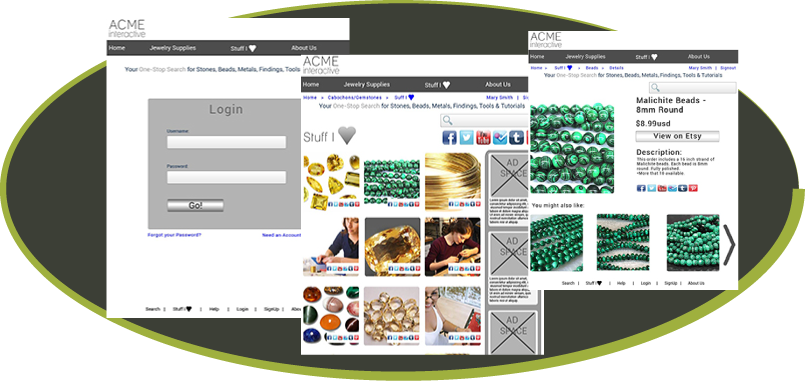 ACME
interactive
Home Jewelry Supplies Stuff I ♥ About Us
Your One-Stop Search for Stones, Beads, Metals, Findings, Tools
Login
Username:
Password:
Go!
Forgot your Password? Need an Account
Search || Stuff I ♥ || Help || Login || SignUp || About Us
ACME
interactive
Home Jewelry Supplies Stuff I ♥ About Us
Home » Cabochons/Gemstones » Stuff I ♥ Mary Smith | Sign
Your One-Stop Search for Stones, Beads, Metals, Findings, Tools & Tutorials
Stuff I ♥
AD
SPACE
AD
SPACE
AD
SPACE
ACME
interactive
Home Jewelry Supplies Stuff I ♥ About Us
Home » Stuff I ♥ » Beads » Details Mary Smith | Signout
Your One-Stop Search for Stones, Beads, Metals, Findings, Tools & Tutorials
Malichite Beads -
8mm Round
$8.99usd
View on Etsy
Description:
This order includes a 16 inch strand of
Malichite Beads. Each bead is 8mm
round. Fully polished.
•More that 10 available.
You might also like:
Search || Stuff I ♥ || Help || Login || SignUp || About Us